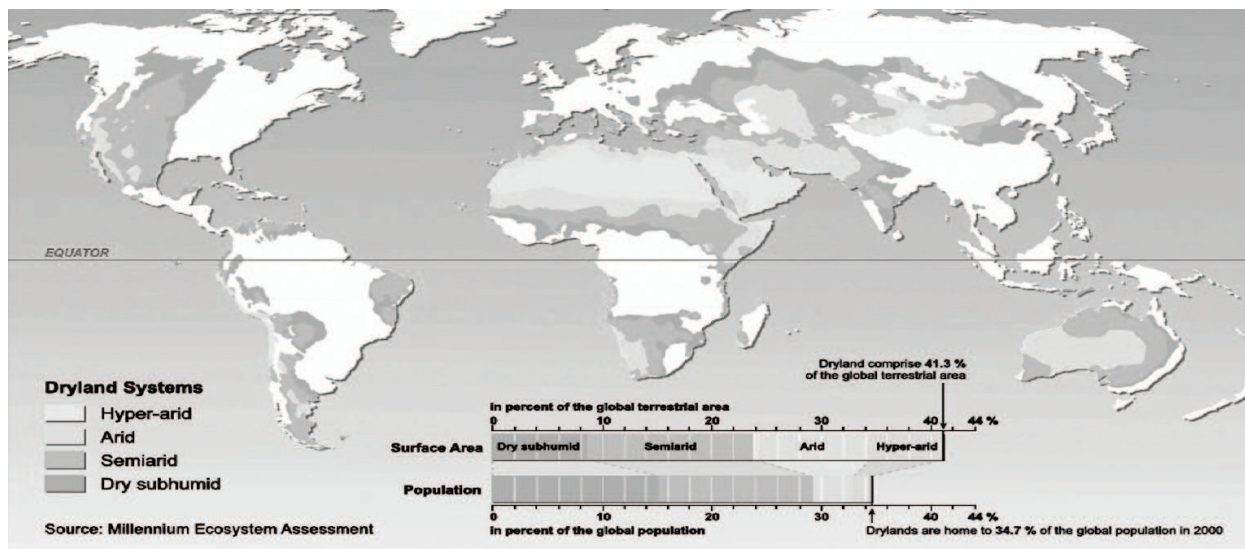 EQUATOR
Dryland Systems
Hyper-arid
Arid
Semiarid
Dry subhumid
Source: Millennium Ecosystem Assessment
Dryland comprise 41.3 %
of the global terrestrial area
in percent of the global terrestrial area
0 10 20 30 40 44 %
Surface Area Dry subhumid Semiarid Arid Hyper-arid
Population
0 10 20 30 40 44 %
in percent of the global population
Drylands are home to 34.7 % of the global population in 2000